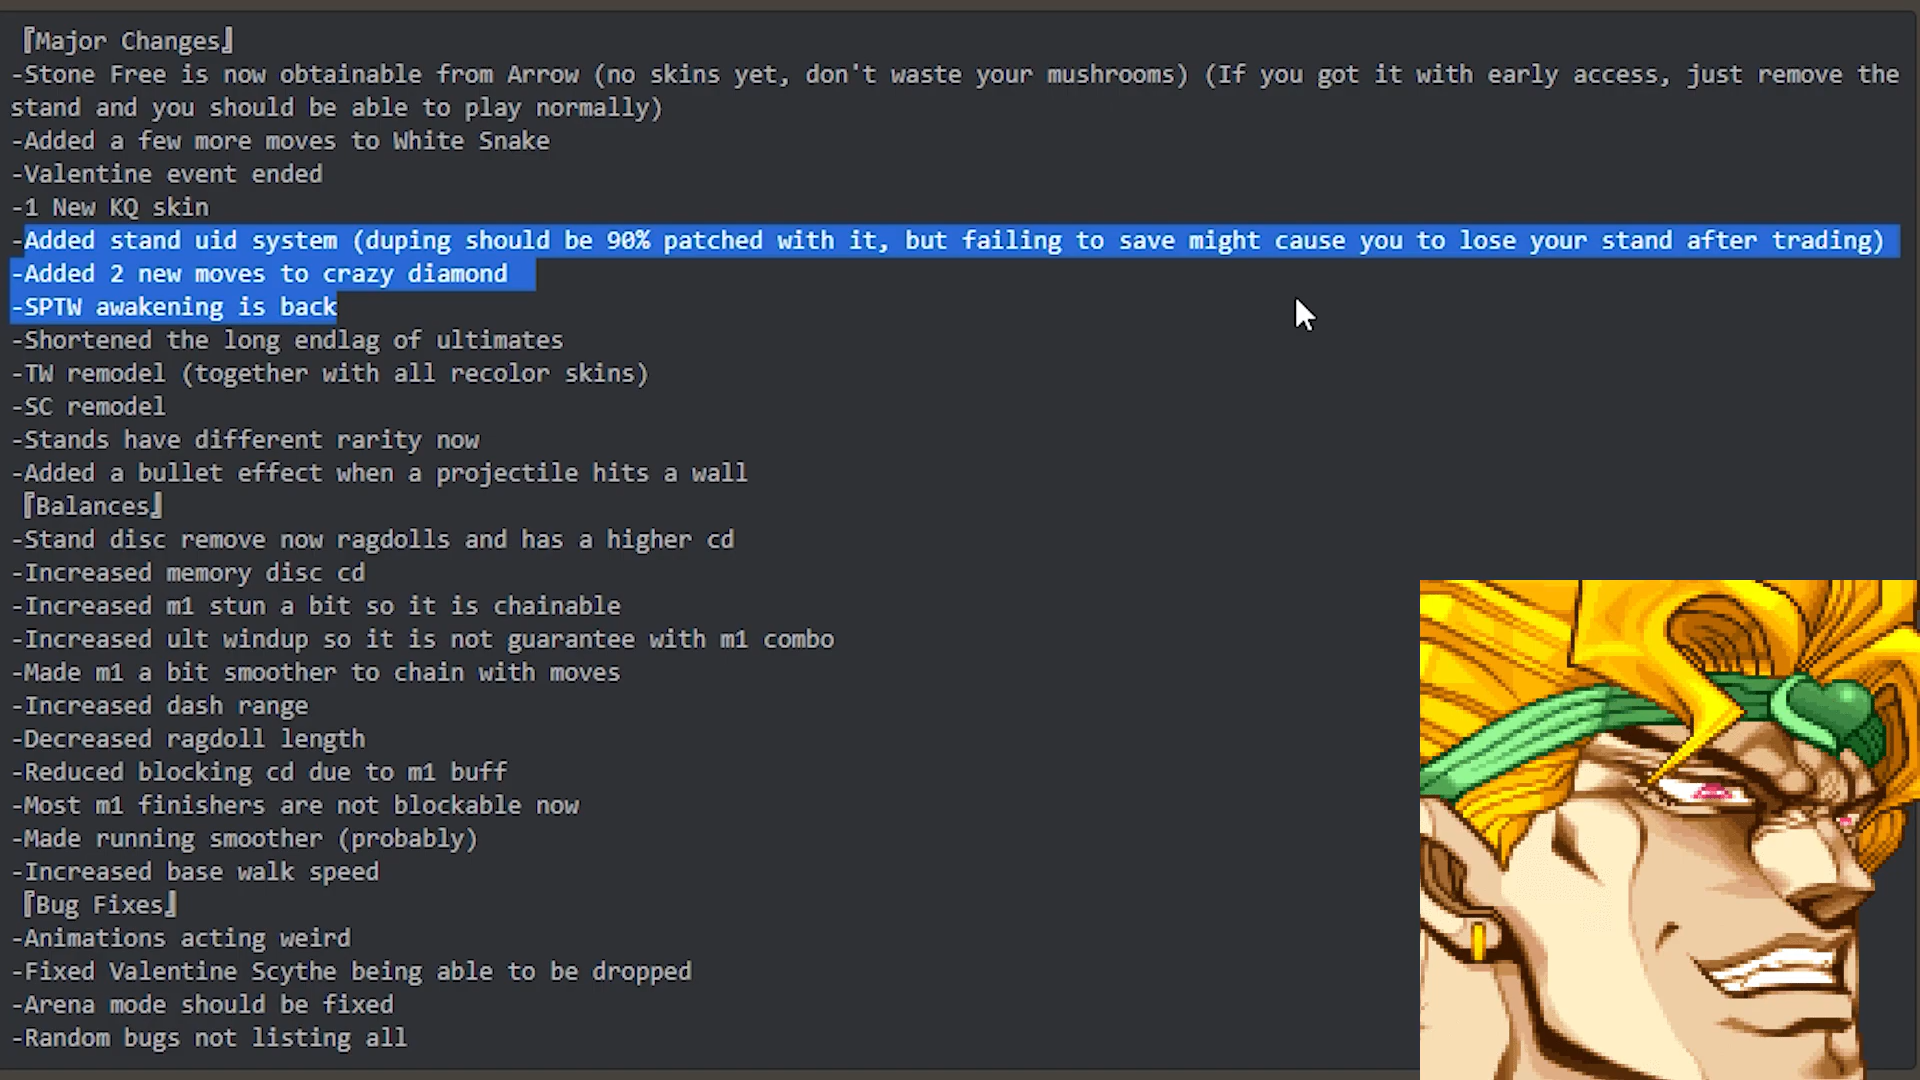 『Major Changes』
-Stone Free is now obtainable from Arrow (no skins yet, don't waste your mushrooms) (If you got it with early access, just remove the
stand and you should be able to play normally)
-Added a few more moves to White Snake
-Valentine event ended
-1 New KQ skin
-Added stand uid system (duping should be 90% patched with it, but failing to save might cause you to lose your stand after trading)
-Added 2 new moves to crazy diamond
-SPTW awakening is back
-Shortened the long endlag of ultimates
-TW remodel (together with all recolor skins)
-SC remodel
-Stands have different rarity now
-Added a bullet effect when a projectile hits a wall
『Balances』
-Stand disc remove now ragdolls and has a higher cd
-Increased memory disc cd
-Increased m1 stun a bit so it is chainable
-Increased ult windup so it is not guarantee with m1 combo
-Made m1 a bit smoother to chain with moves
-Increased dash range
-Decreased ragdoll length
-Reduced blocking cd due to m1 buff
-Most m1 finishers are not blockable now
-Made running smoother (probably)
-Increased base walk speed
『Bug Fixes』
-Animations acting weird
-Fixed Valentine Scythe being able to be dropped
-Arena mode should be fixed
-Random bugs not listing all